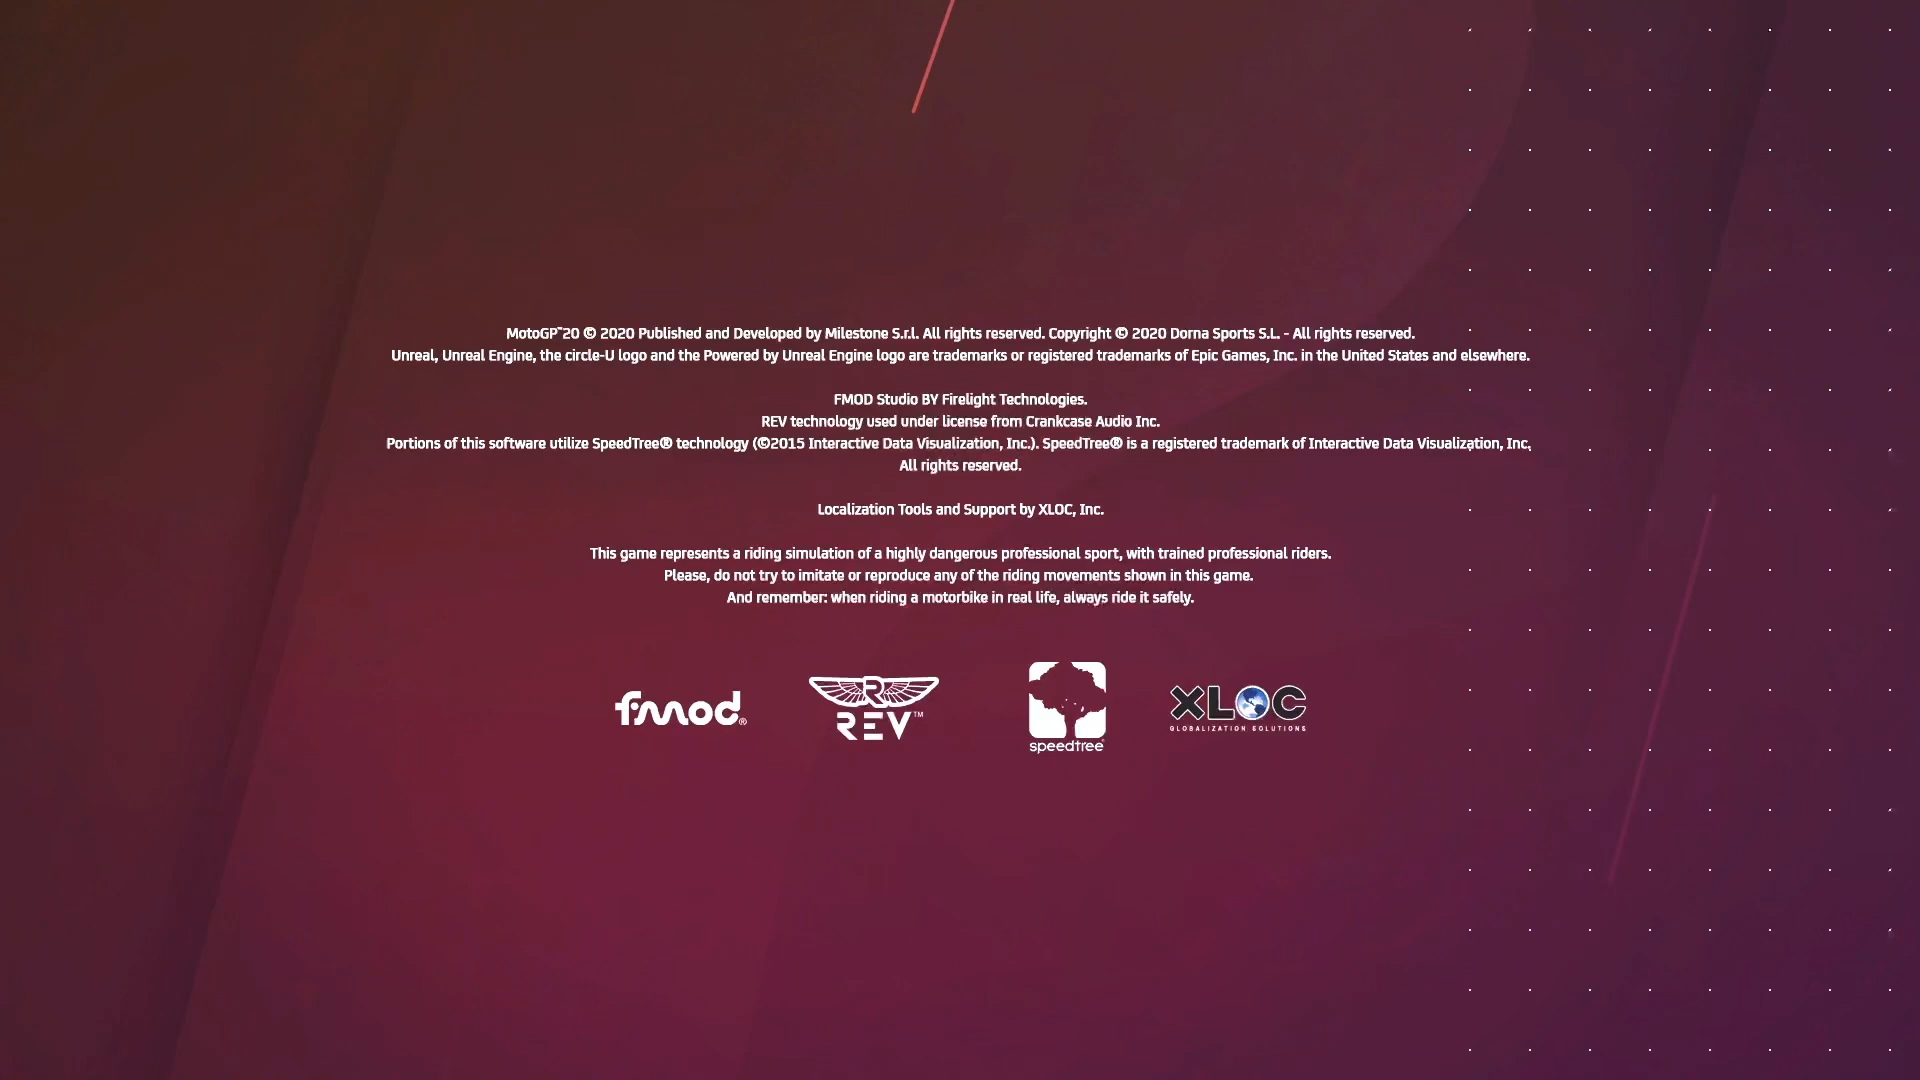 MotoGP™20 © 2020 Published and Developed by Milestone S.r.l. All rights reserved. Copyright © 2020 Dorna Sports S.L. - All rights reserved.
Unreal, Unreal Engine, the circle-U logo and the Powered by Unreal Engine logo are trademarks or registered trademarks of Epic Games, Inc. in the United States and elsewhere.
FMOD Studio BY Firelight Technologies.
REV technology used under license from Crankcase Audio Inc.
Portions of this software utilize SpeedTree® technology (©2015 Interactive Data Visualization, Inc.). SpeedTree® is a registered trademark of Interactive Data Visualization, Inc.
All rights reserved.
Localization Tools and Support by XLOC, Inc.
This game represents a riding simulation of a highly dangerous professional sport, with trained professional riders.
Please, do not try to imitate or reproduce any of the riding movements shown in this game.
And remember: when riding a motorbike in real life, always ride it safely.
fmod®
R
REV™
speedtree
XLOC
GLOBALIZATION SOLUTIONS